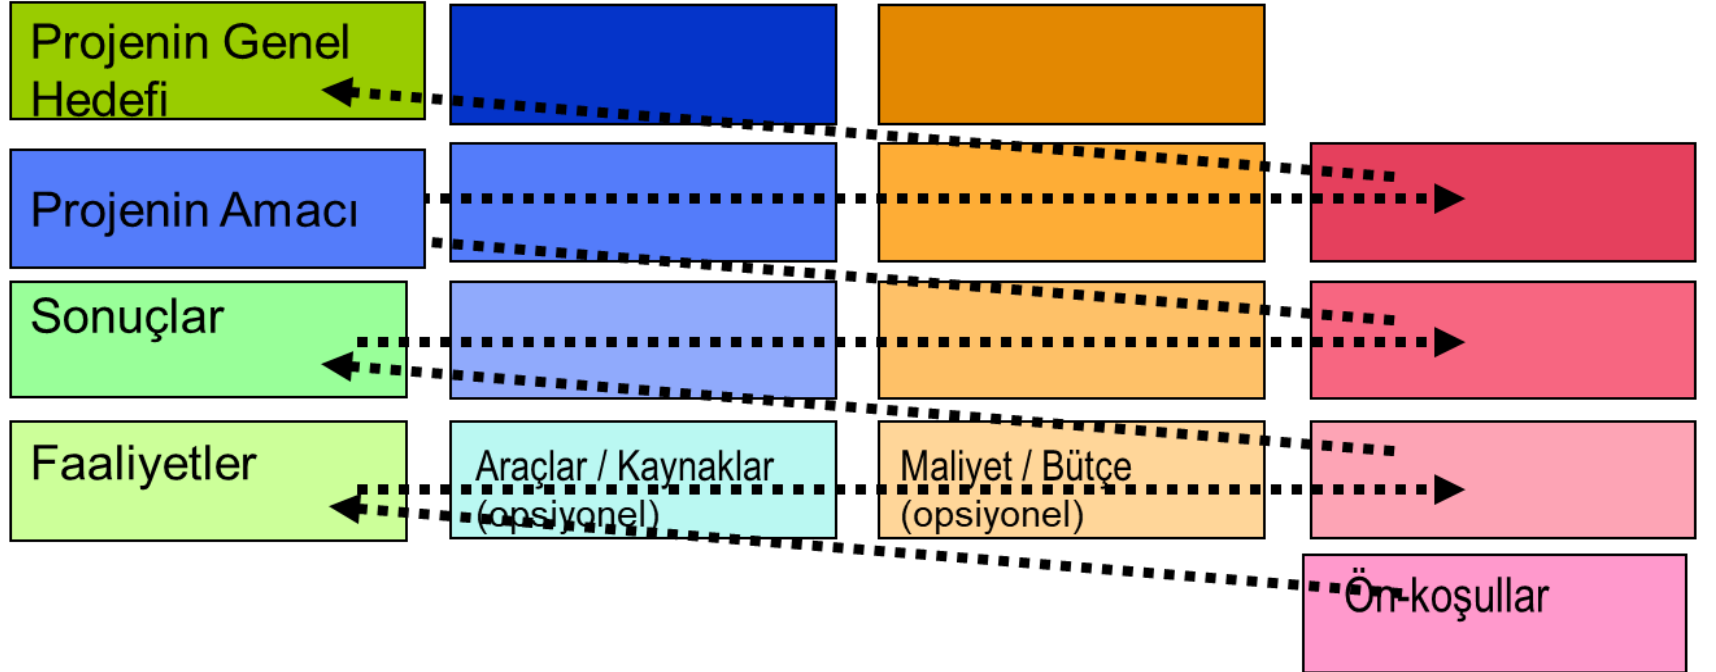 Projenin Genel
Hedefi
Projenin Amacı
Sonuçlar
Faaliyetler
Araçlar / Kaynaklar
(opsiyonel)
Maliyet / Bütçe
(opsiyonel)
Ön-koşullar